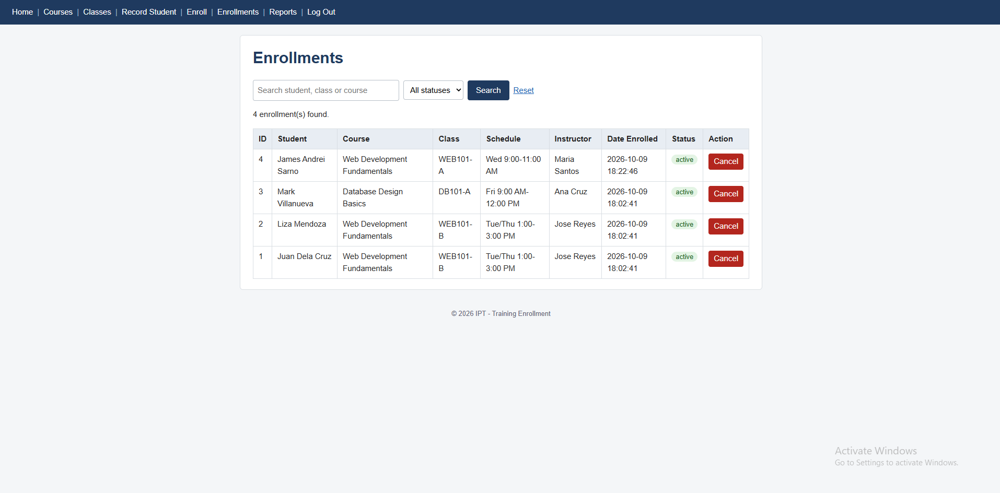 Home | Courses | Classes | Record Student | Enroll | Enrollments | Reports | Log Out
Enrollments
Search student, class or course
All statuses
Search
Reset
4 enrollment(s) found.
ID Student Course Class Schedule Instructor Date Enrolled Status Action
4 James Andrei Web Development WEB101- Wed 9:00-11:00 Maria 2026-10-09 active Cancel
Sarno Fundamentals A AM Santos 18:22:46
3 Mark Database Design DB101-A Fri 9:00 AM- Ana Cruz 2026-10-09 active Cancel
Villanueva Basics 12:00 PM 18:02:41
2 Liza Mendoza Web Development WEB101- Tue/Thu 1:00- Jose Reyes 2026-10-09 active Cancel
Fundamentals B 3:00 PM 18:02:41
1 Juan Dela Cruz Web Development WEB101- Tue/Thu 1:00- Jose Reyes 2026-10-09 active Cancel
Fundamentals B 3:00 PM 18:02:41
© 2026 IPT - Training Enrollment
Activate Windows
Go to Settings to activate Windows.